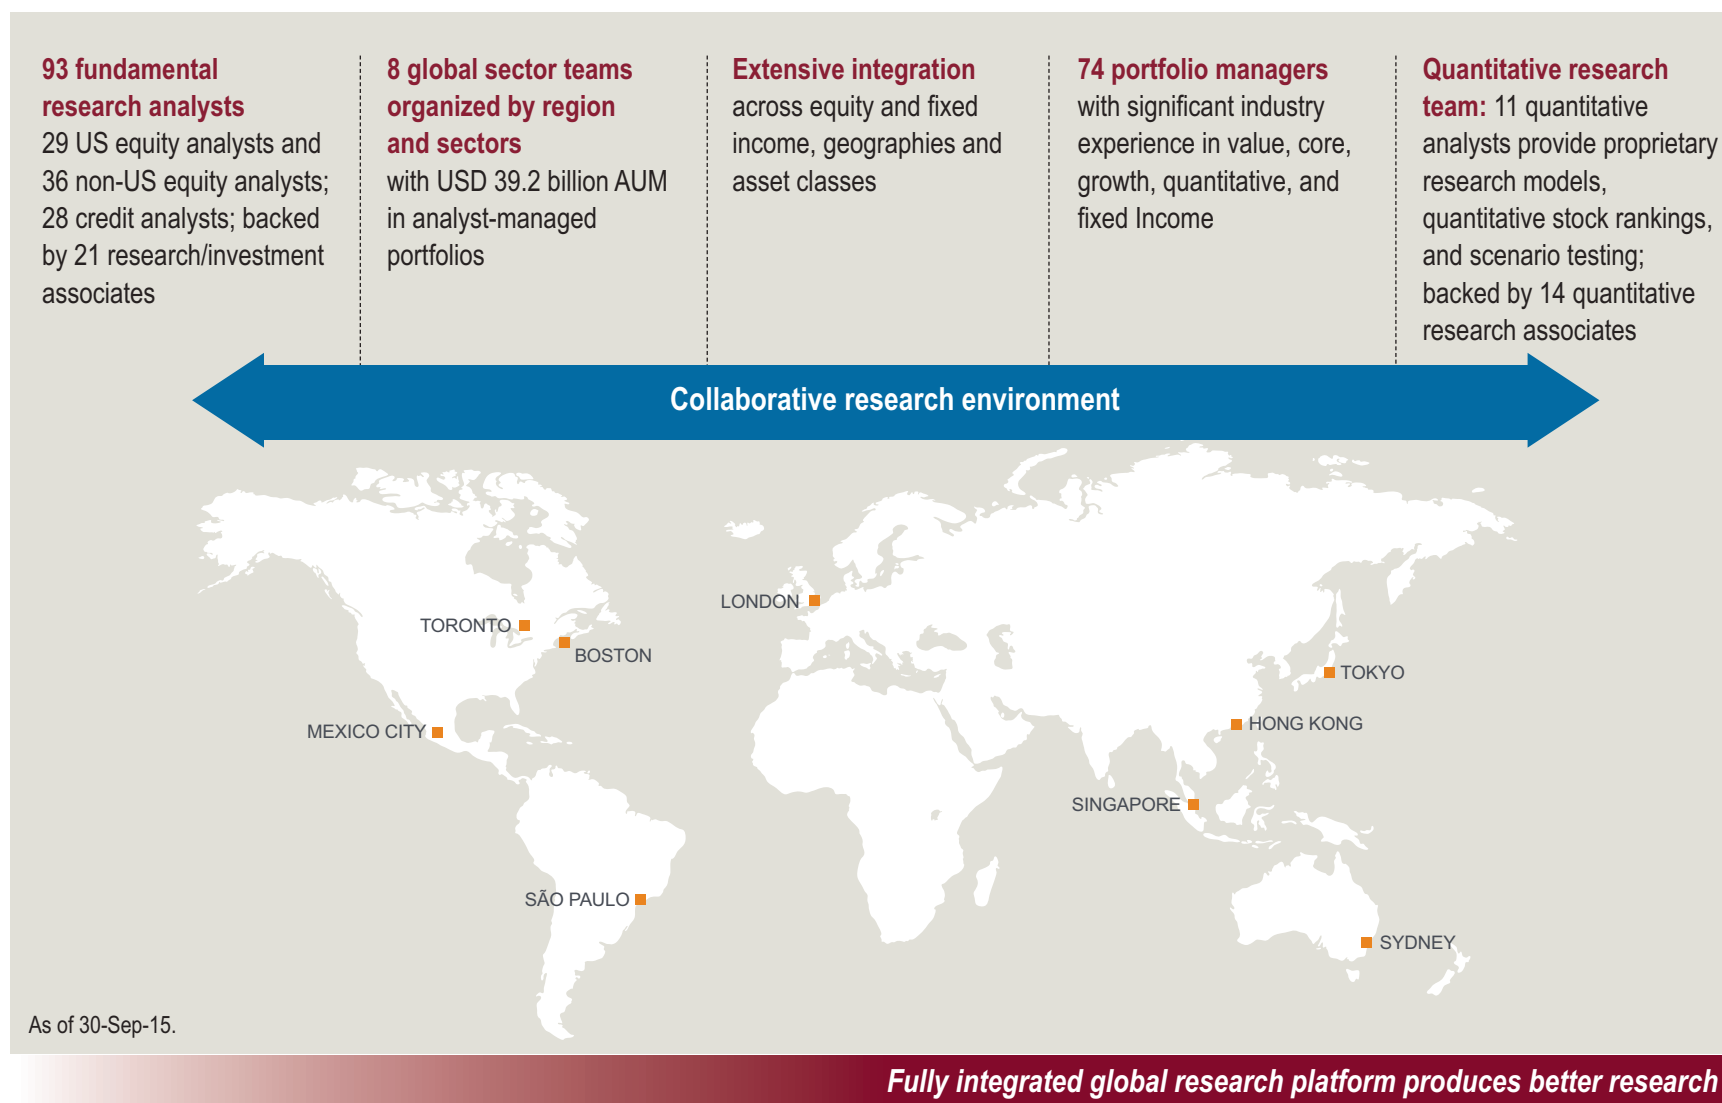 93 fundamental
research analysts
29 US equity analysts and
36 non-US equity analysts;
28 credit analysts; backed
by 21 research/investment
associates
8 global sector teams
organized by region
and sectors
with USD 39.2 billion AUM
in analyst-managed
portfolios
Extensive integration
across equity and fixed
income, geographies and
asset classes
74 portfolio managers
with significant industry
experience in value, core,
growth, quantitative, and
fixed Income
Quantitative research
team: 11 quantitative
analysts provide proprietary
research models,
quantitative stock rankings,
and scenario testing;
backed by 14 quantitative
research associates
Collaborative research environment
LONDON
TORONTO
BOSTON
TOKYO
MEXICO CITY
HONG KONG
SINGAPORE
SÃO PAULO
SYDNEY
As of 30-Sep-15.
Fully integrated global research platform produces better research